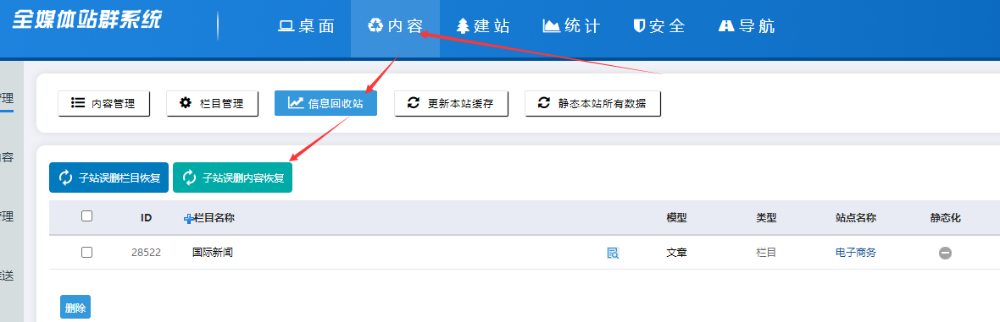 全媒体站群系统
桌面 内容 建站 统计 安全 导航
管理
内容管理 栏目管理 信息回收站 更新本站缓存 静态本站所有数据
容
子站误删栏目恢复 子站误删内容恢复
管理
ID 栏目名称 模型 类型 站点名称 静态化
28522 国际新闻 文章 栏目 电子商务
送
删除